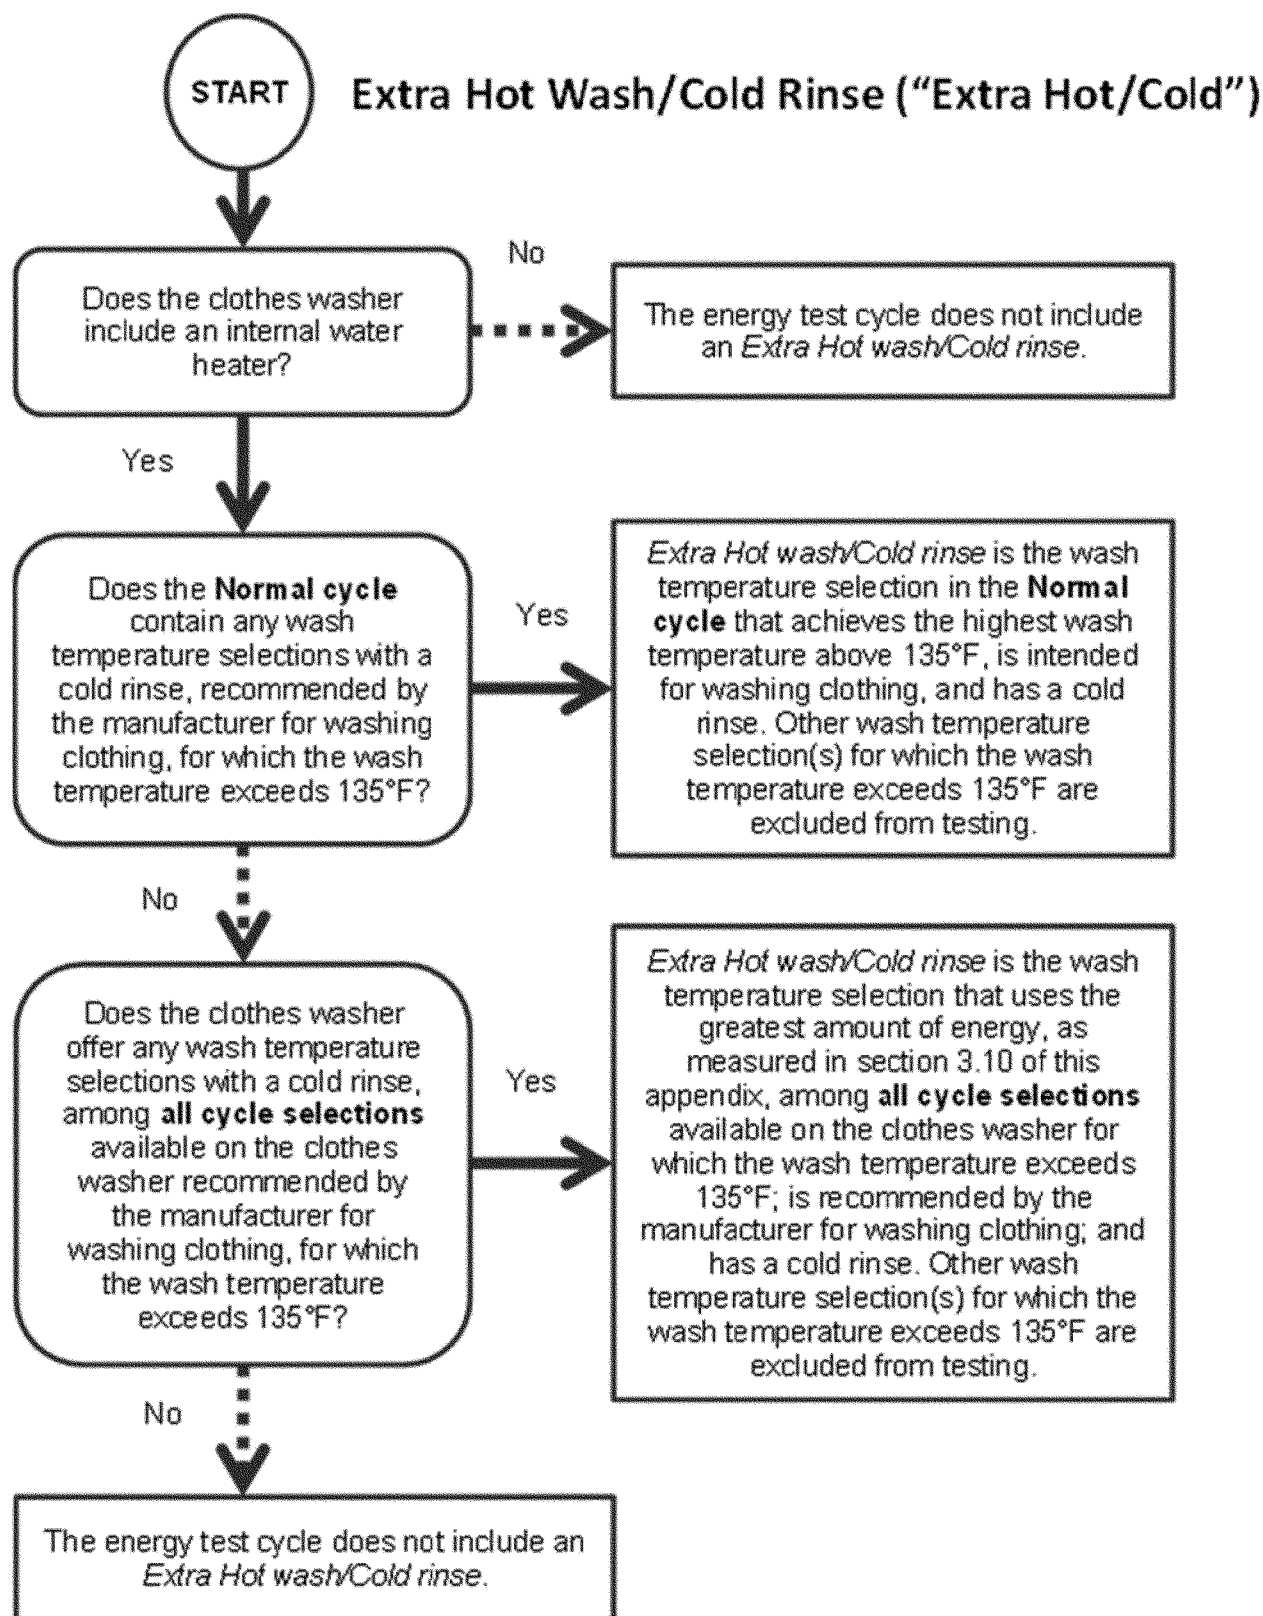 START
Extra Hot Wash/Cold Rinse (“Extra Hot/Cold”)
Does the clothes washer
include an internal water
heater?
No
The energy test cycle does not include
an Extra Hot wash/Cold rinse.
Yes
Does the Normal cycle
contain any wash
temperature selections with a
cold rinse, recommended by
the manufacturer for washing
clothing, for which the wash
temperature exceeds 135°F?
Yes
Extra Hot wash/Cold rinse is the wash
temperature selection in the Normal
cycle that achieves the highest wash
temperature above 135°F, is intended
for washing clothing, and has a cold
rinse. Other wash temperature
selection(s) for which the wash
temperature exceeds 135°F are
excluded from testing.
No
Does the clothes washer
offer any wash temperature
selections with a cold rinse,
among all cycle selections
available on the clothes
washer recommended by
the manufacturer for
washing clothing, for which
the wash temperature
exceeds 135°F?
Yes
Extra Hot wash/Cold rinse is the wash
temperature selection that uses the
greatest amount of energy, as
measured in section 3.10 of this
appendix, among all cycle selections
available on the clothes washer for
which the wash temperature exceeds
135°F; is recommended by the
manufacturer for washing clothing; and
has a cold rinse. Other wash
temperature selection(s) for which the
wash temperature exceeds 135°F are
excluded from testing.
No
The energy test cycle does not include an
Extra Hot wash/Cold rinse.